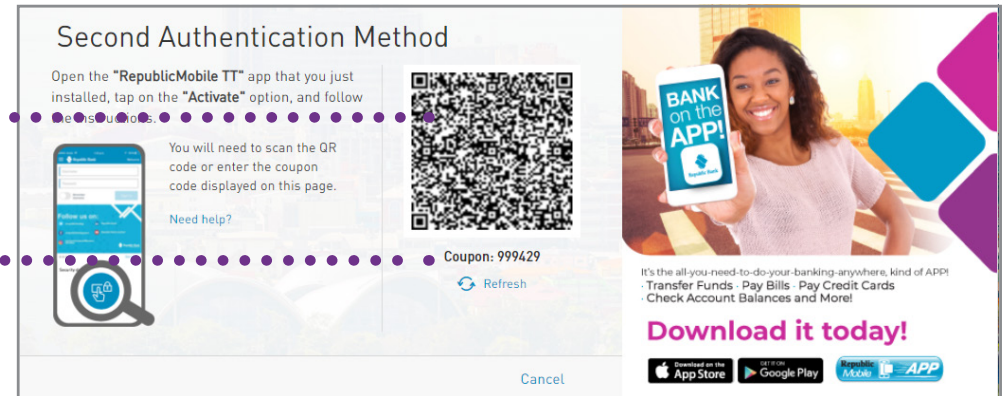 Second Authentication Method
Open the "RepublicMobile TT" app that you just
installed, tap on the "Activate" option, and follow
the instructions.
You will need to scan the QR
code or enter the coupon
code displayed on this page.
Need help?
Follow us on:
Coupon: 999429
Refresh
Cancel
BANK
on the
APP!
Republic Bank
It's the all-you-need-to-do-your-banking-anywhere, kind of APP!
· Transfer Funds · Pay Bills · Pay Credit Cards
· Check Account Balances and More!
Download it today!
Download on the
App Store
GET IT ON
Google Play
Republic
Mobile
APP